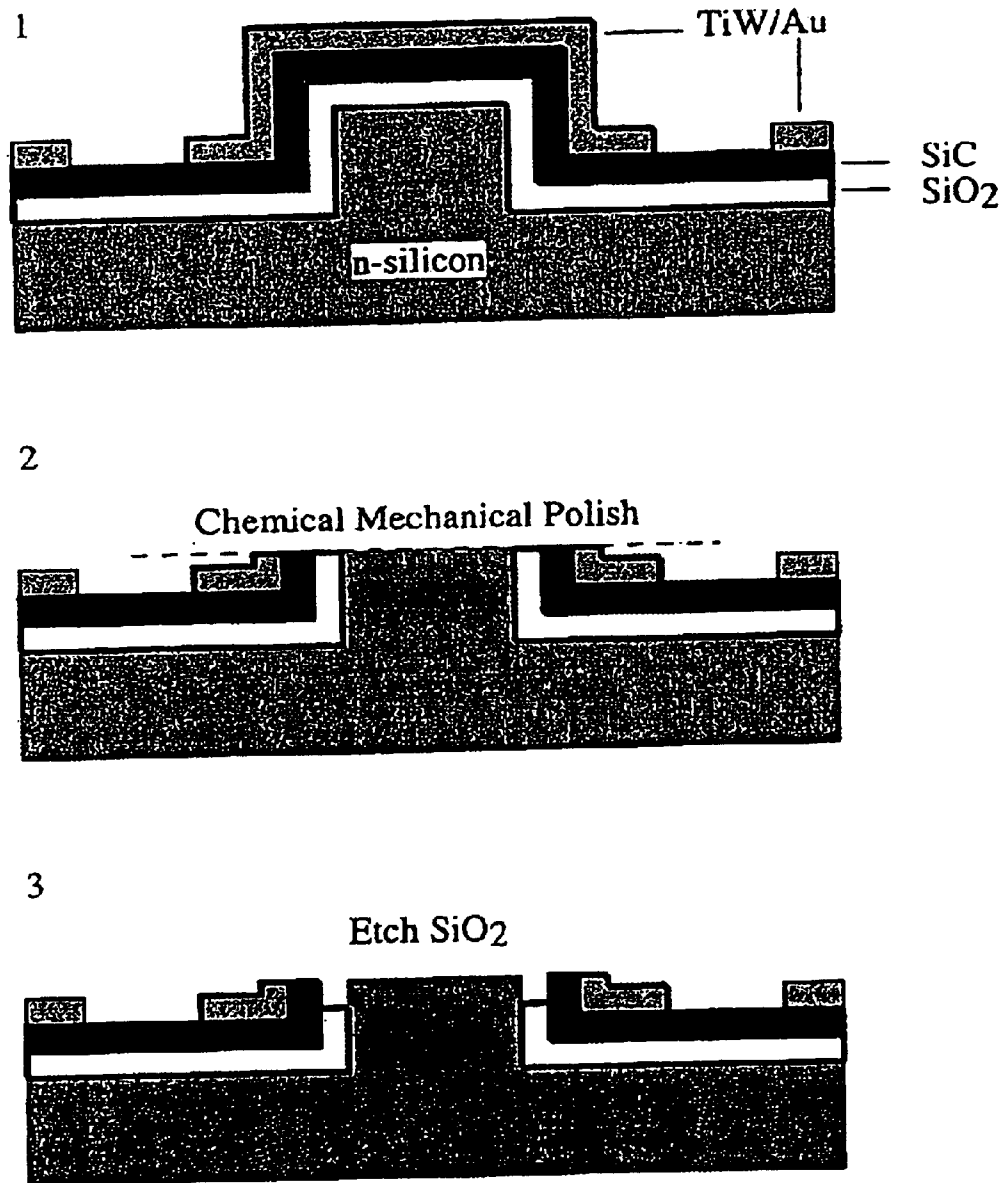 1
TiW/Au
SiC
SiO2
n-silicon
2
Chemical Mechanical Polish
3
Etch SiO2